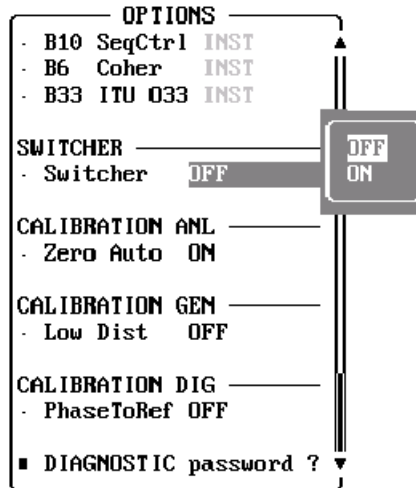 OPTIONS
B10 SeqCtrl INST
B6 Coher INST
B33 ITU O33 INST
SWITCHER
Switcher OFF
OFF
ON
CALIBRATION ANL
Zero Auto ON
CALIBRATION GEN
Low Dist OFF
CALIBRATION DIG
PhaseToRef OFF
DIAGNOSTIC password ?